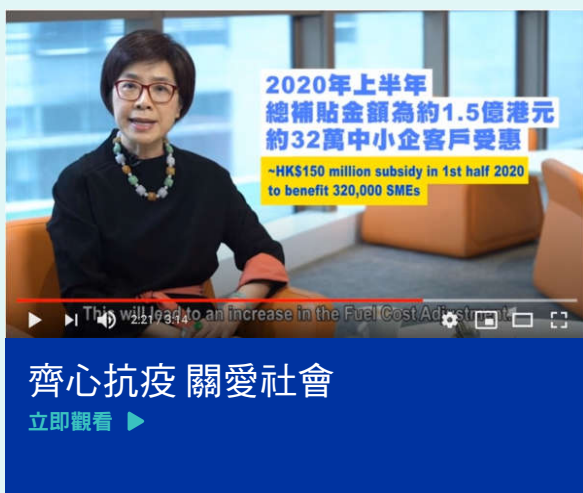 2020年上半年
總補貼金額為約1.5億港元
約32萬中小企客戶受惠
~HK$150 million subsidy in 1st half 2020
to benefit 320,000 SMEs
This will lead to an increase in the Fuel Cost Adjustment.
2:21 / 3:14
齊心抗疫 關愛社會
立即觀看